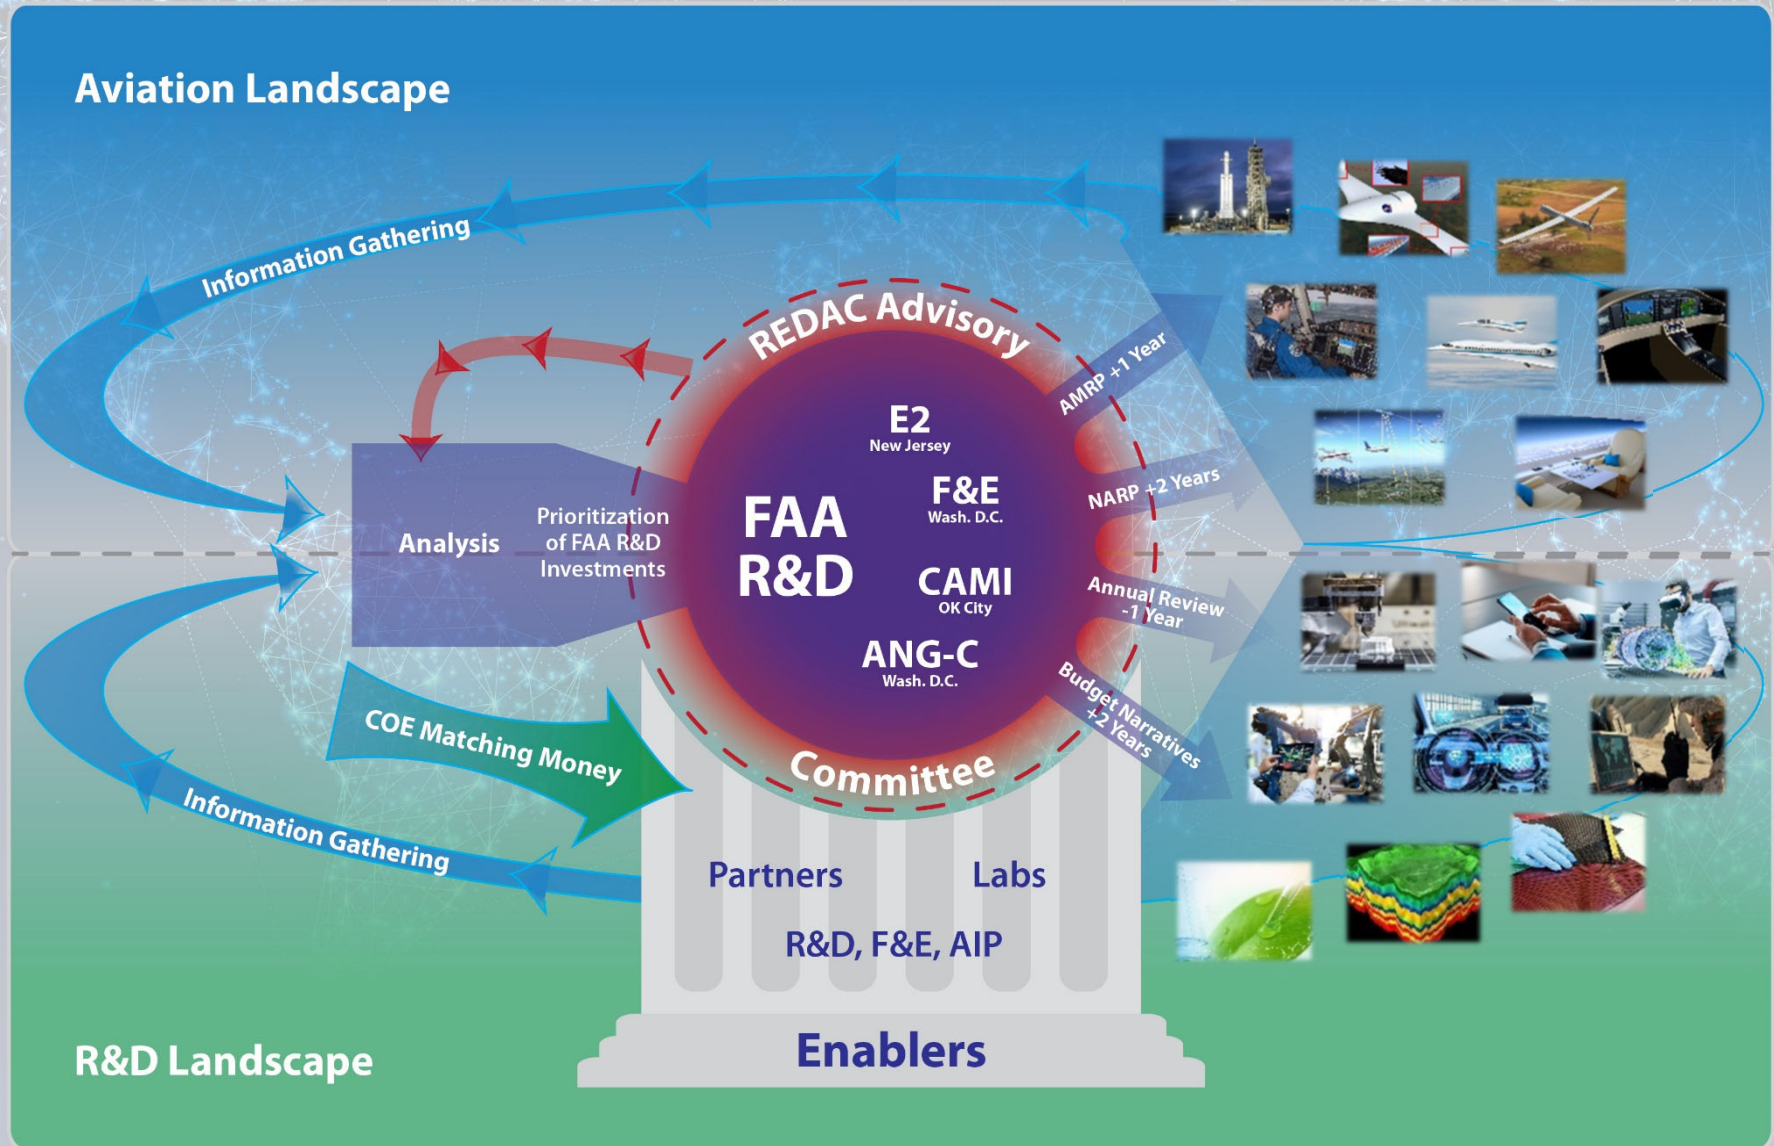 Aviation Landscape
Information Gathering
REDAC Advisory
AMRP +1 Year
E2
New Jersey
NARP +2 Years
F&E
Wash. D.C.
FAA
R&D
Analysis
Prioritization
of FAA R&D
Investments
CAMI
OK City
Annual Review
-1 Year
ANG-C
Wash. D.C.
Budget Narratives
+2 Years
COE Matching Money
Committee
Information Gathering
Partners
Labs
R&D, F&E, AIP
Enablers
R&D Landscape